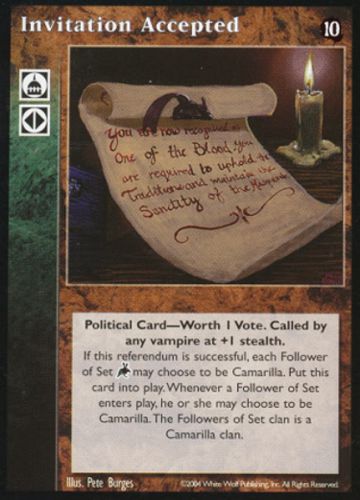 Invitation Accepted
10
You are now recognized as
One of the Blood. You
are required to uphold the
Traditions and maintain the
Sanctity of the
Political Card—Worth 1 Vote. Called by
any vampire at +1 stealth.
If this referendum is successful, each Follower
of Set may choose to be Camarilla. Put this
card into play. Whenever a Follower of Set
enters play, he or she may choose to be
Camarilla. The Followers of Set clan is a
Camarilla clan.
Illus. Pete Burges
©2004 White Wolf Publishing, Inc. All Rights Reserved.